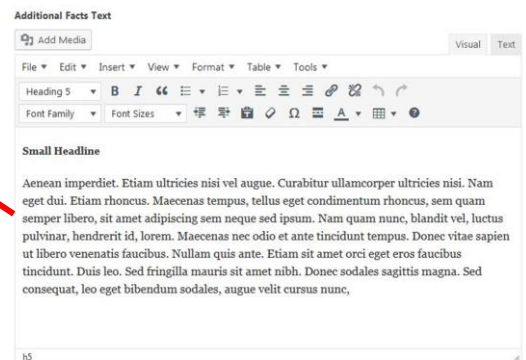 Additional Facts Text
Add Media
Visual Text
File Edit Insert View Format Table Tools
Heading 5 B I
Font Family Font Sizes Ω A
Small Headline
Aenean imperdiet. Etiam ultricies nisi vel augue. Curabitur ullamcorper ultricies nisi. Nam
eget dui. Etiam rhoncus. Maecenas tempus, tellus eget condimentum rhoncus, sem quam
semper libero, sit amet adipiscing sem neque sed ipsum. Nam quam nunc, blandit vel, luctus
pulvinar, hendrerit id, lorem. Maecenas nec odio et ante tincidunt tempus. Donec vitae sapien
ut libero venenatis faucibus. Nullam quis ante. Etiam sit amet orci eget eros faucibus
tincidunt. Duis leo. Sed fringilla mauris sit amet nibh. Donec sodales sagittis magna. Sed
consequat, leo eget bibendum sodales, augue velit cursus nunc,
h5